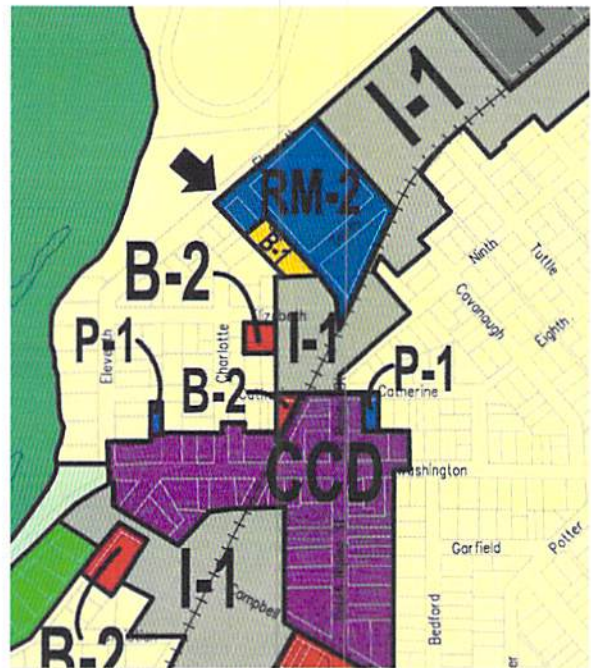 I-1
RM-2
B-1
Ninth
Tuttle
B-2
Elizabeth
Cavanaugh
Eighth
P-1
Charlotte
I-1
Eleventh
B-2
P-1
Catherine
CCD
Washington
Garfield
Potter
I-1
Campbell
Bedford
B-2